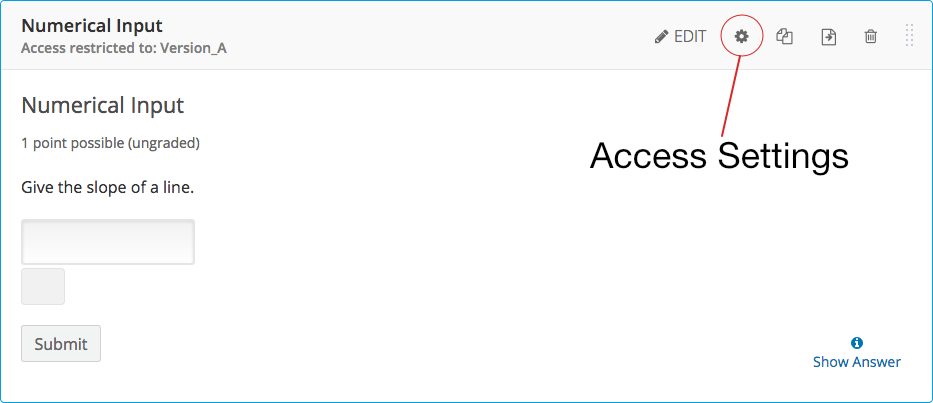 Numerical Input
Access restricted to: Version_A
EDIT
Access Settings
Numerical Input
1 point possible (ungraded)
Give the slope of a line.
Submit
Show Answer